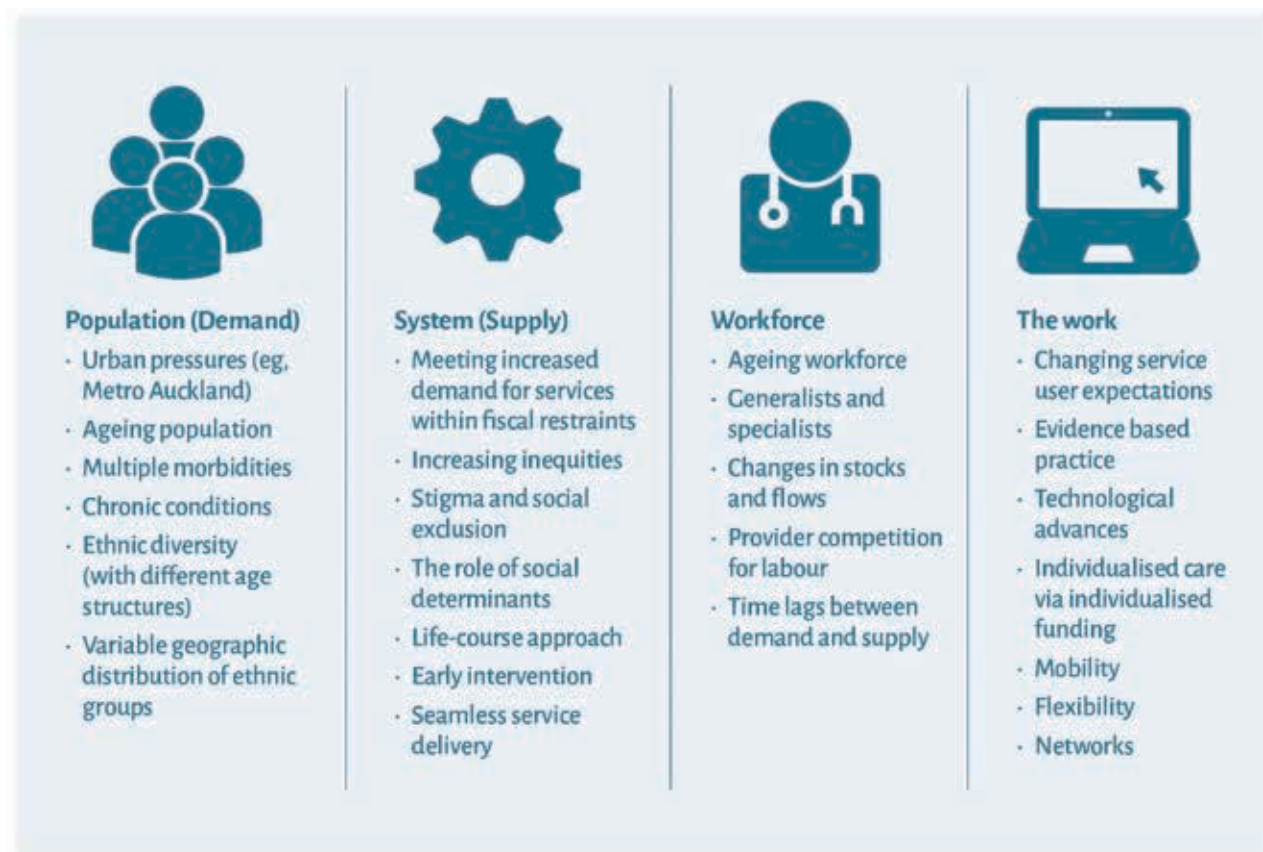 Population (Demand)
· Urban pressures (eg,
Metro Auckland)
· Ageing population
· Multiple morbidities
· Chronic conditions
· Ethnic diversity
(with different age
structures)
· Variable geographic
distribution of ethnic
groups
System (Supply)
· Meeting increased
demand for services
within fiscal restraints
· Increasing inequities
· Stigma and social
exclusion
· The role of social
determinants
· Life-course approach
· Early intervention
· Seamless service
delivery
Workforce
· Ageing workforce
· Generalists and
specialists
· Changes in stocks
and flows
· Provider competition
for labour
· Time lags between
demand and supply
The work
· Changing service
user expectations
· Evidence based
practice
· Technological
advances
· Individualised care
via individualised
funding
· Mobility
· Flexibility
· Networks